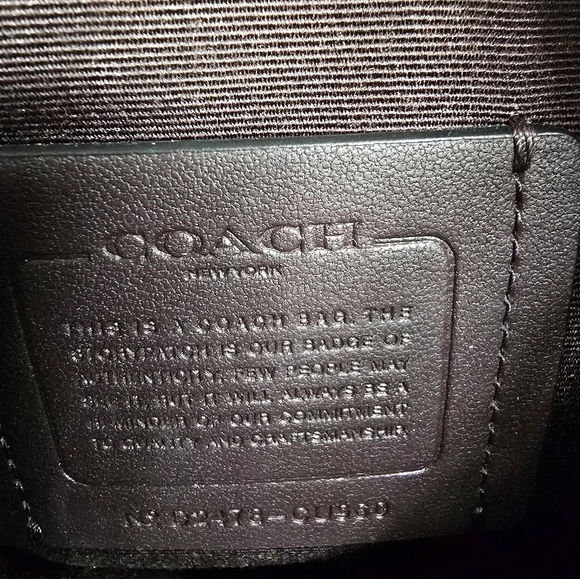 COACH
NEW YORK
THIS IS A COACH BAG. THE
STORYPATCH IS OUR BADGE OF
AUTHENTICITY. FEW PEOPLE MAY
SEE IT, BUT IT WILL ALWAYS BE A
REMINDER OF OUR COMMITMENT
TO QUALITY AND CRAFTSMANSHIP.